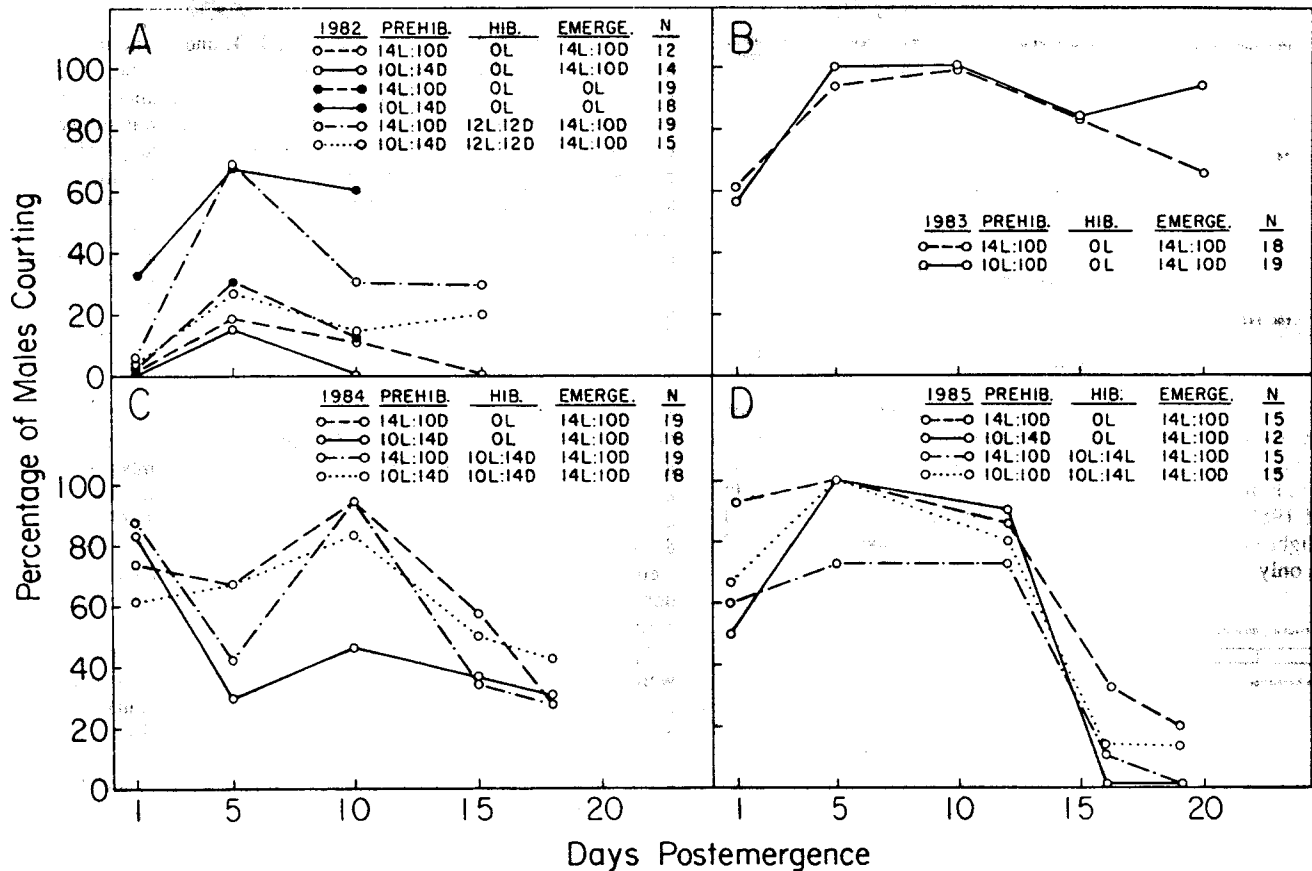 A
1982 PREHIB. HIB. EMERGE. N
14L:10D 0L 14L:10D 12
10L:14D 0L 14L:10D 14
14L:10D 0L 0L 19
10L:14D 0L 0L 18
14L:10D 12L:12D 14L:10D 19
10L:14D 12L:12D 14L:10D 15
100
80
60
40
20
0
B
1983 PREHIB. HIB. EMERGE. N
14L:10D 0L 14L:10D 18
10L:10D 0L 14L 10D 19
C
1984 PREHIB. HIB. EMERGE. N
14L:10D 0L 14L:10D 19
10L:14D 0L 14L:10D 18
14L:10D 10L:14D 14L:10D 19
10L:14D 10L:14D 14L:10D 18
100
80
60
40
20
0
1 5 10 15 20
D
1985 PREHIB. HIB. EMERGE. N
14L:10D 0L 14L:10D 15
10L:14D 0L 14L:10D 12
14L:10D 10L:14L 14L:10D 15
10L:10D 10L:14L 14L:10D 15
1 5 10 15 20
Percentage of Males Courting
Days Postemergence
only